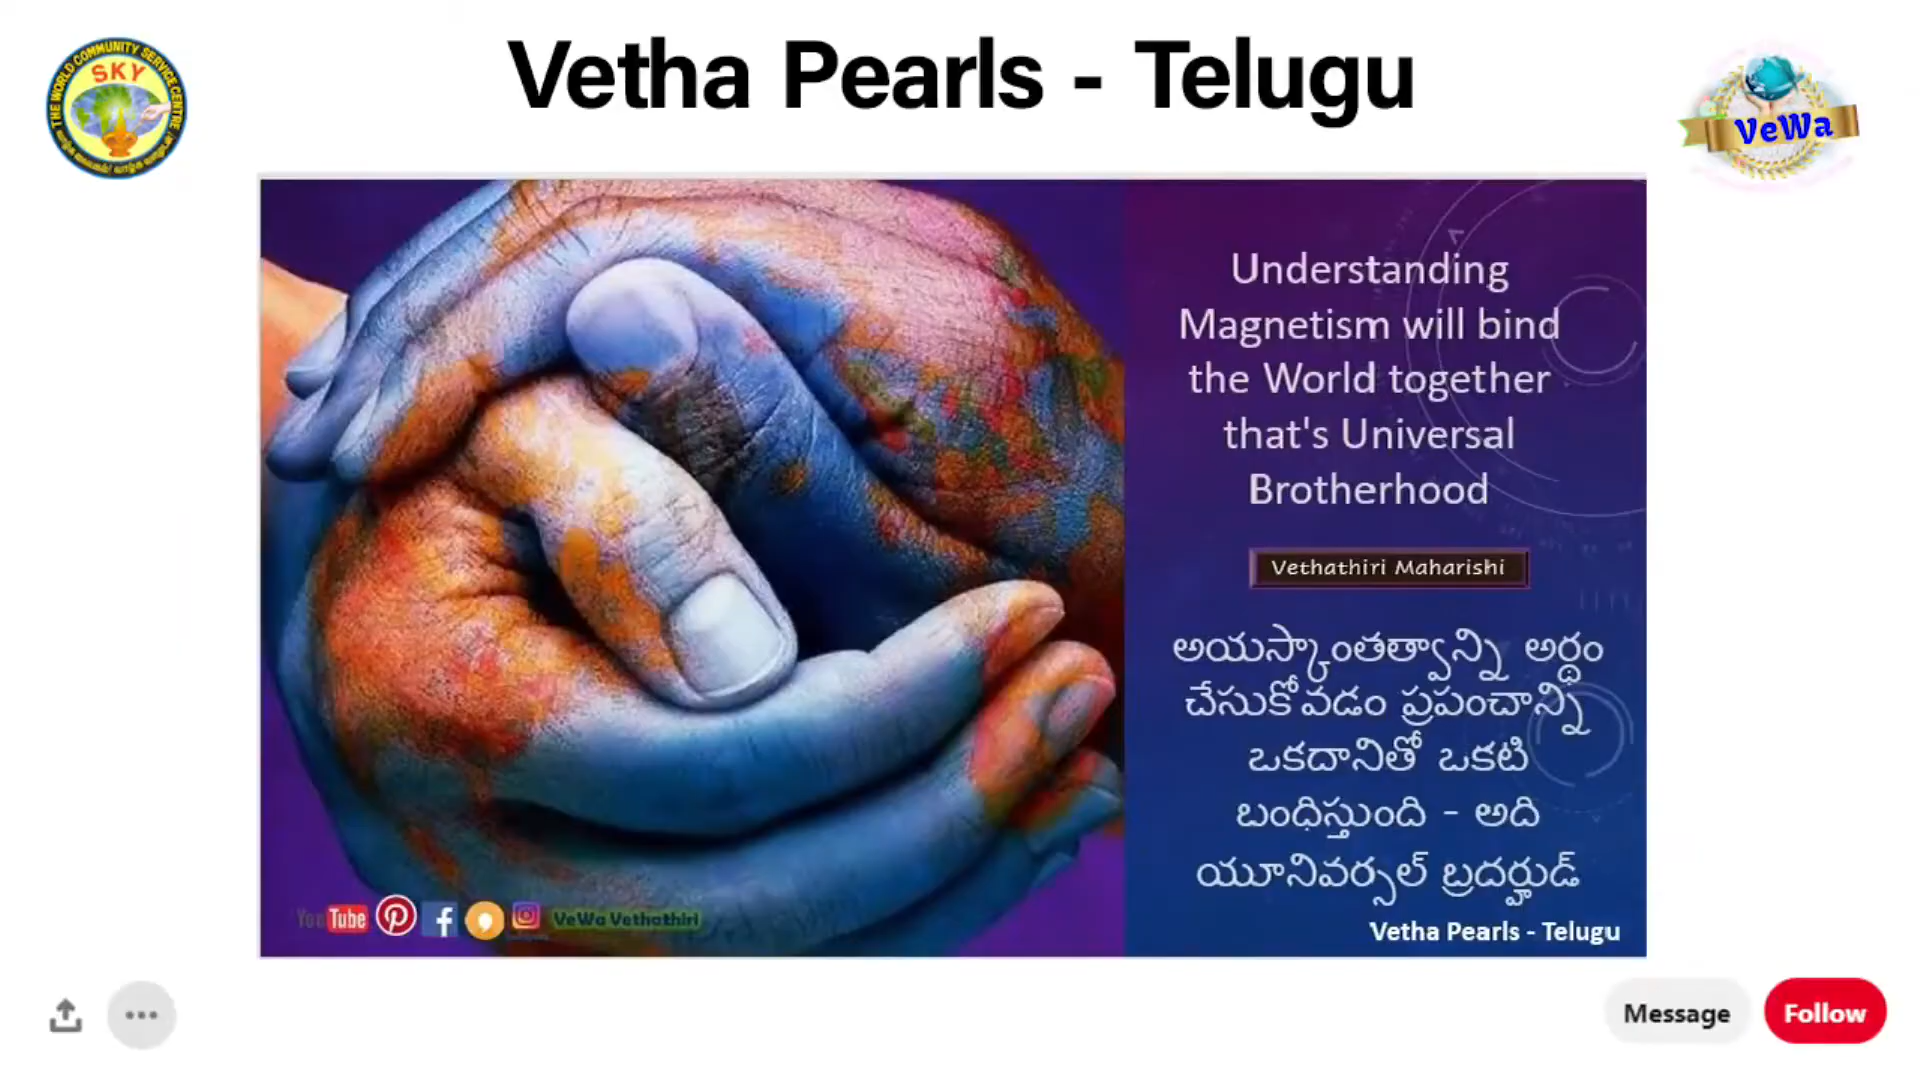 Vetha Pearls - Telugu
THE WORLD COMMUNITY SERVICE CENTRE
SKY
VeWa
Understanding
Magnetism will bind
the World together
that's Universal
Brotherhood
Vethathiri Maharishi
అయస్కాంతత్వాన్ని అర్థం
చేసుకోవడం ప్రపంచాన్ని
ఒకదానితో ఒకటి
బంధిస్తుంది - అది
యూనివర్సల్ బ్రదర్హుడ్
YouTube
VeWa Vethathiri
Vetha Pearls - Telugu
Message
Follow